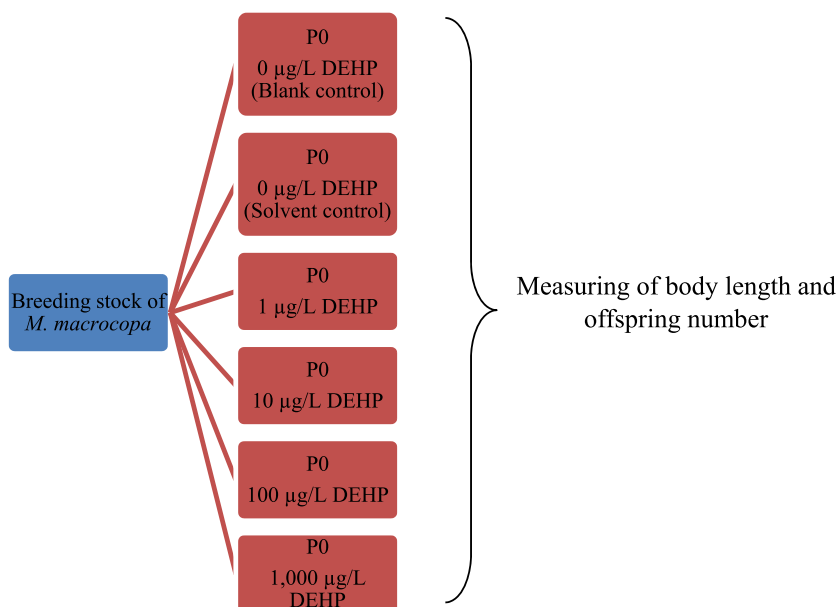 P0
0 µg/L DEHP
(Blank control)
P0
0 µg/L DEHP
(Solvent control)
P0
1 µg/L DEHP
Breeding stock of
M. macrocopa
P0
10 µg/L DEHP
P0
100 µg/L DEHP
P0
1,000 µg/L
DEHP
Measuring of body length and
offspring number